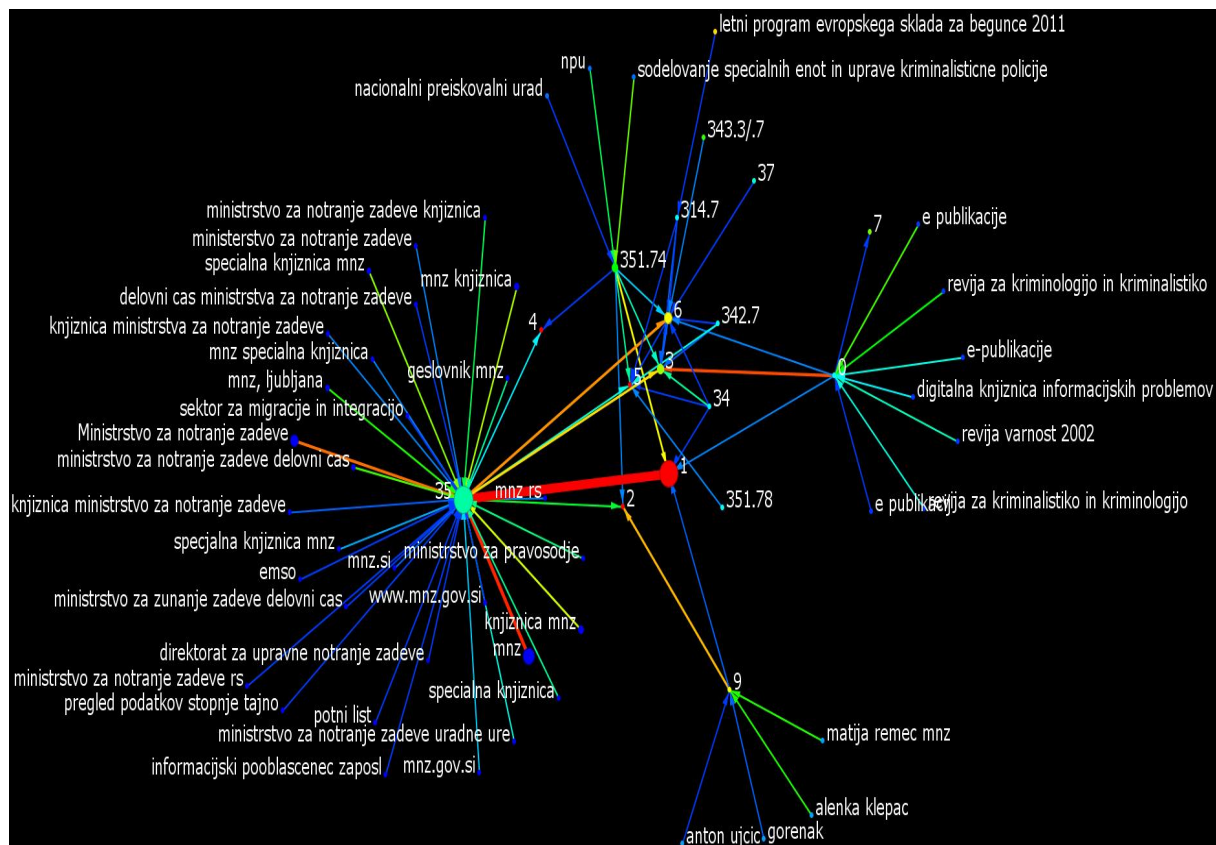 letni program evropskega sklada za begunce 2011
npu
sodelovanje specialnih enot in uprave kriminalisticne policije
nacionalni preiskovalni urad
343.3/.7
37
314.7
7
e publikacije
351.74
ministrstvo za notranje zadeve knjiznica
ministerstvo za notranje zadeve
specialna knjiznica mnz
mnz knjiznica
delovni cas ministrstva za notranje zadeve
revija za kriminologijo in kriminalistiko
4
6
342.7
knjiznica ministrstva za notranje zadeve
mnz specialna knjiznica
geslovnik mnz
3
5
0
e-publikacije
mnz, ljubljana
digitalna knjiznica informacijskih problemov
34
sektor za migracije in integracijo
Ministrstvo za notranje zadeve
revija varnost 2002
ministrstvo za notranje zadeve delovni cas
1
35
mnz rs
2
351.78
knjiznica ministrstvo za notranje zadeve
e publikacij
revija za kriminalistiko in kriminologijo
specjalna knjiznica mnz
mnz.si
ministrstvo za pravosodje
emso
ministrstvo za zunanje zadeve delovni cas
www.mnz.gov.si
knjiznica mnz
direktorat za upravne notranje zadeve
mnz
ministrstvo za notranje zadeve rs
pregled podatkov stopnje tajno
specialna knjiznica
9
potni list
ministrstvo za notranje zadeve uradne ure
matija remec mnz
informacijski pooblascenec zaposl
mnz.gov.si
alenka klepac
anton ujcic
gorenak